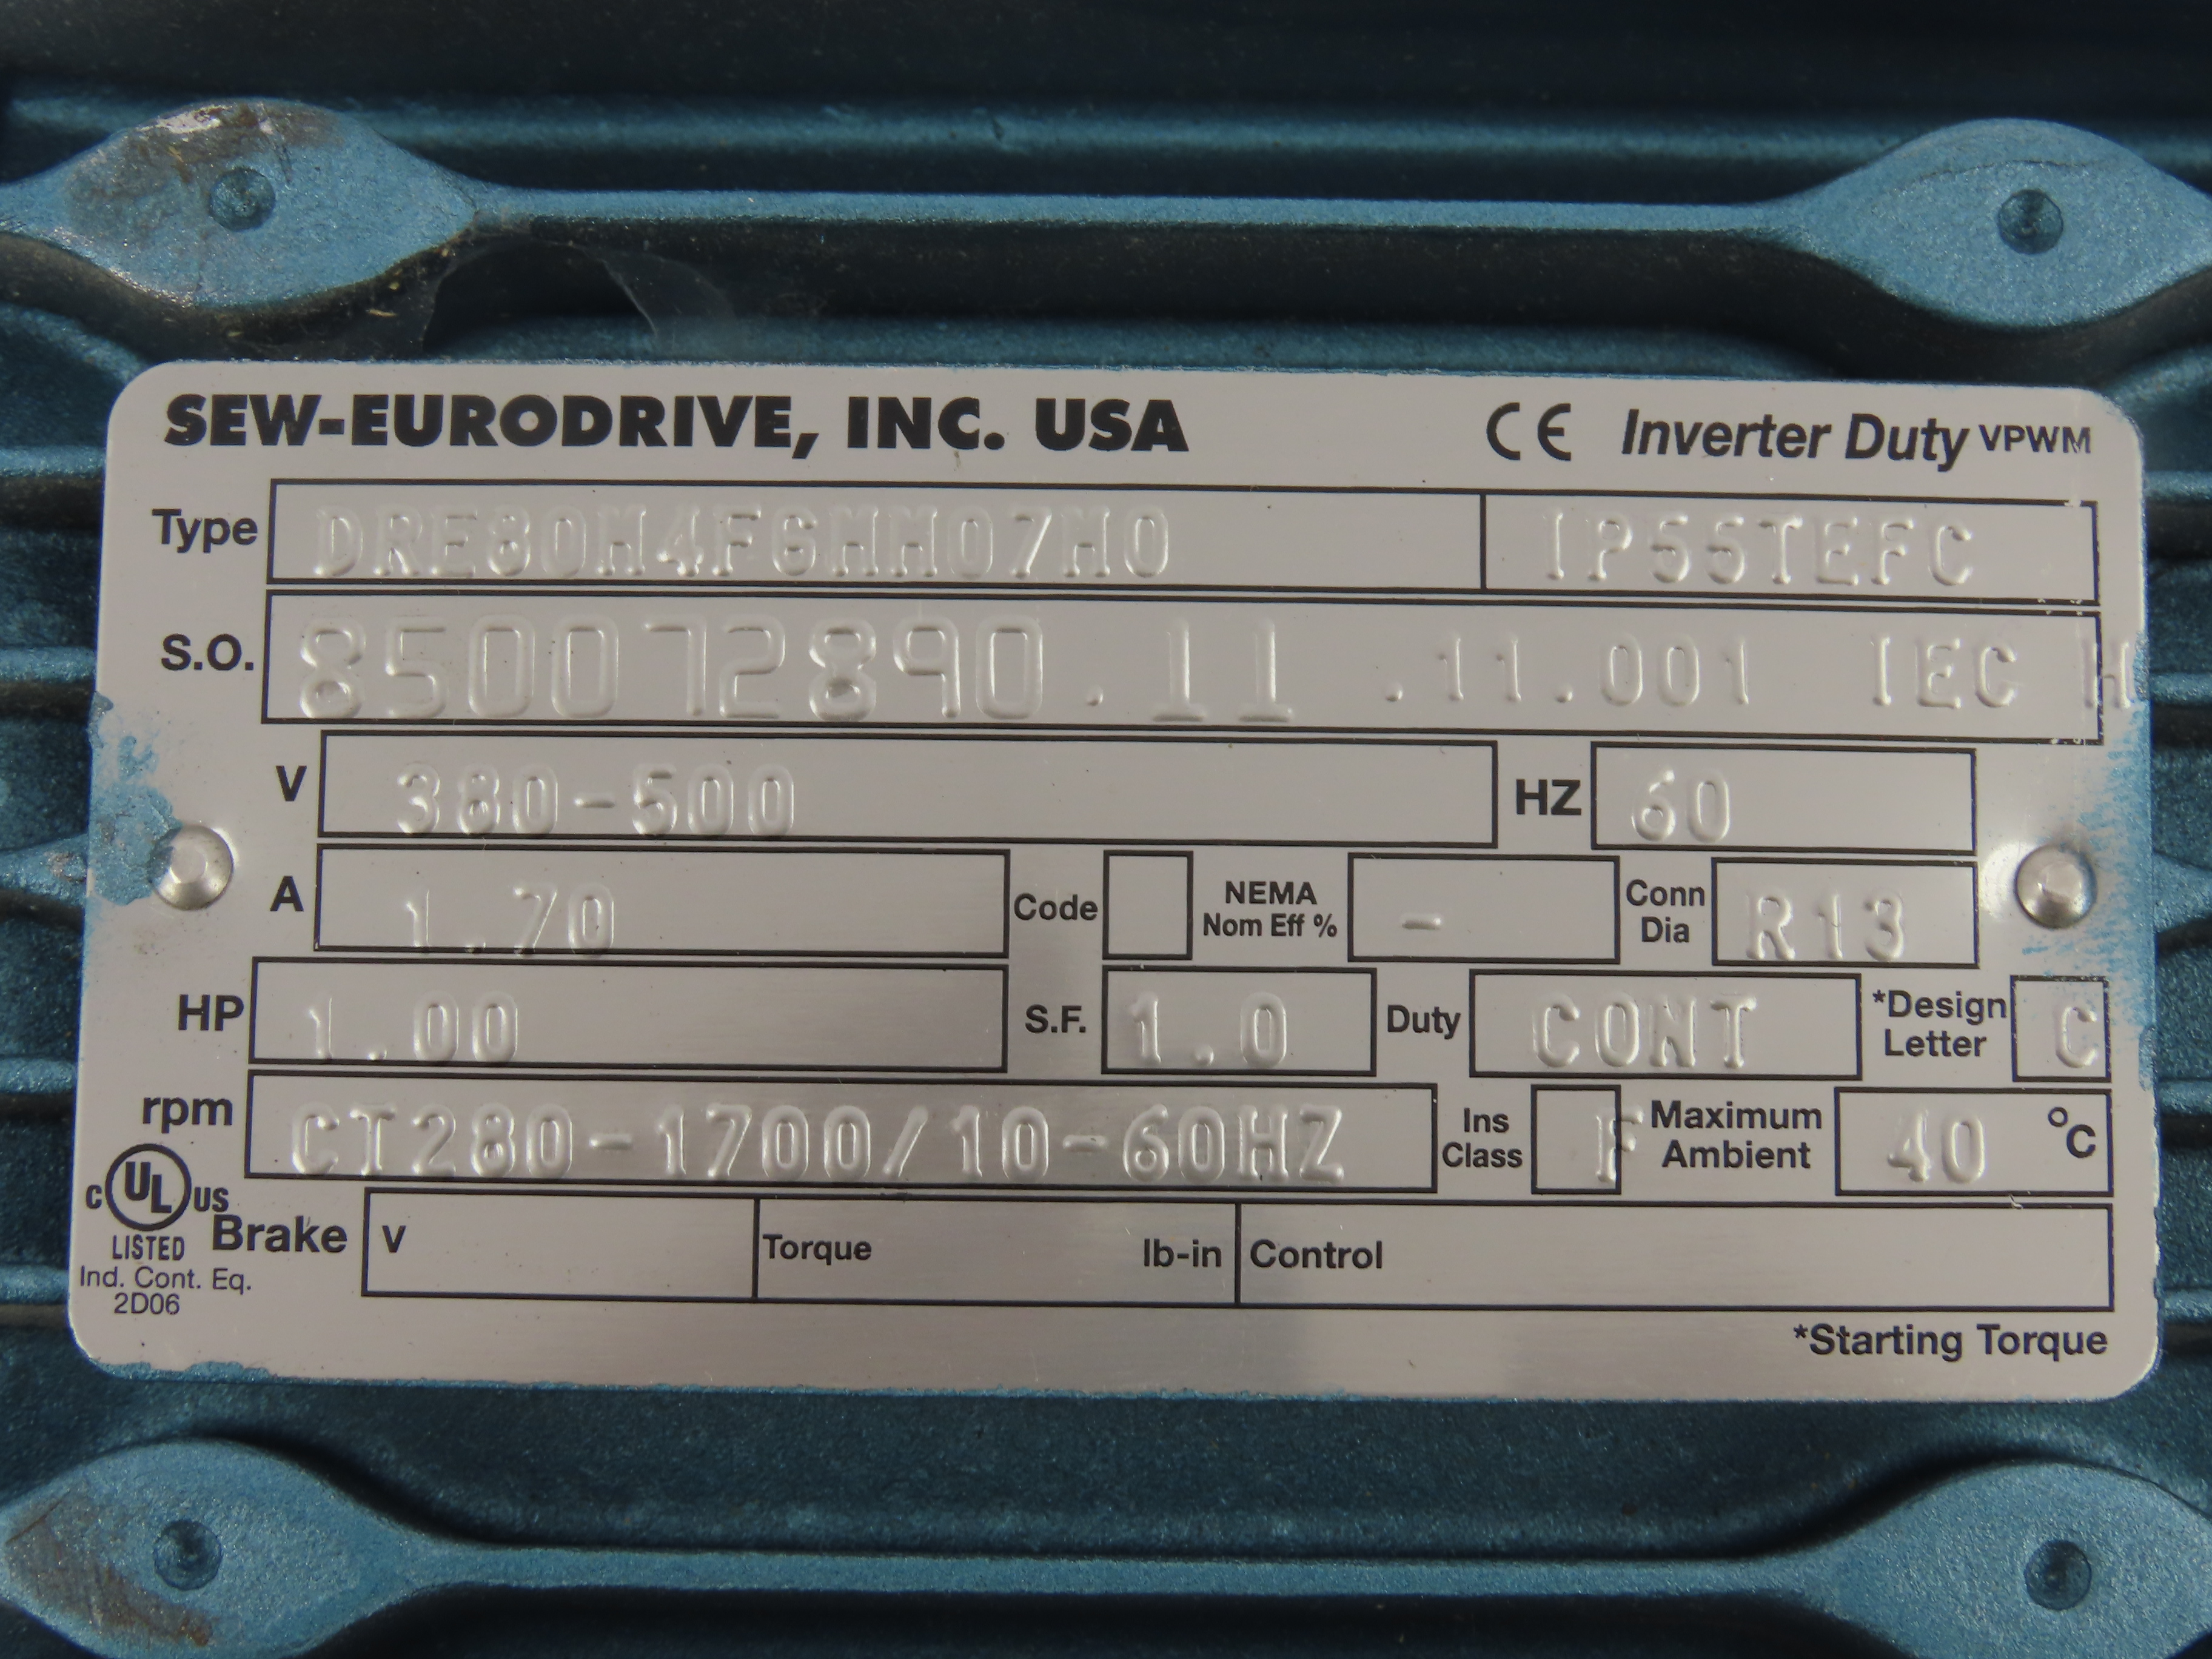 SEW-EURODRIVE, INC. USA CE Inverter Duty VPWM
Type DRE80M4FGMM07MO IP55TEFC
S.O. 850072890.11 .11.001 IEC H
V 380-500 HZ 60
A 1.70 Code NEMA Nom Eff % - Conn Dia R13
HP 1.00 S.F. 1.0 Duty CONT *Design Letter C
rpm CT280-1700/10-60HZ Ins Class F Maximum Ambient 40 °C
C UL US LISTED
Ind. Cont. Eq.
2D06
Brake V Torque lb-in Control
*Starting Torque